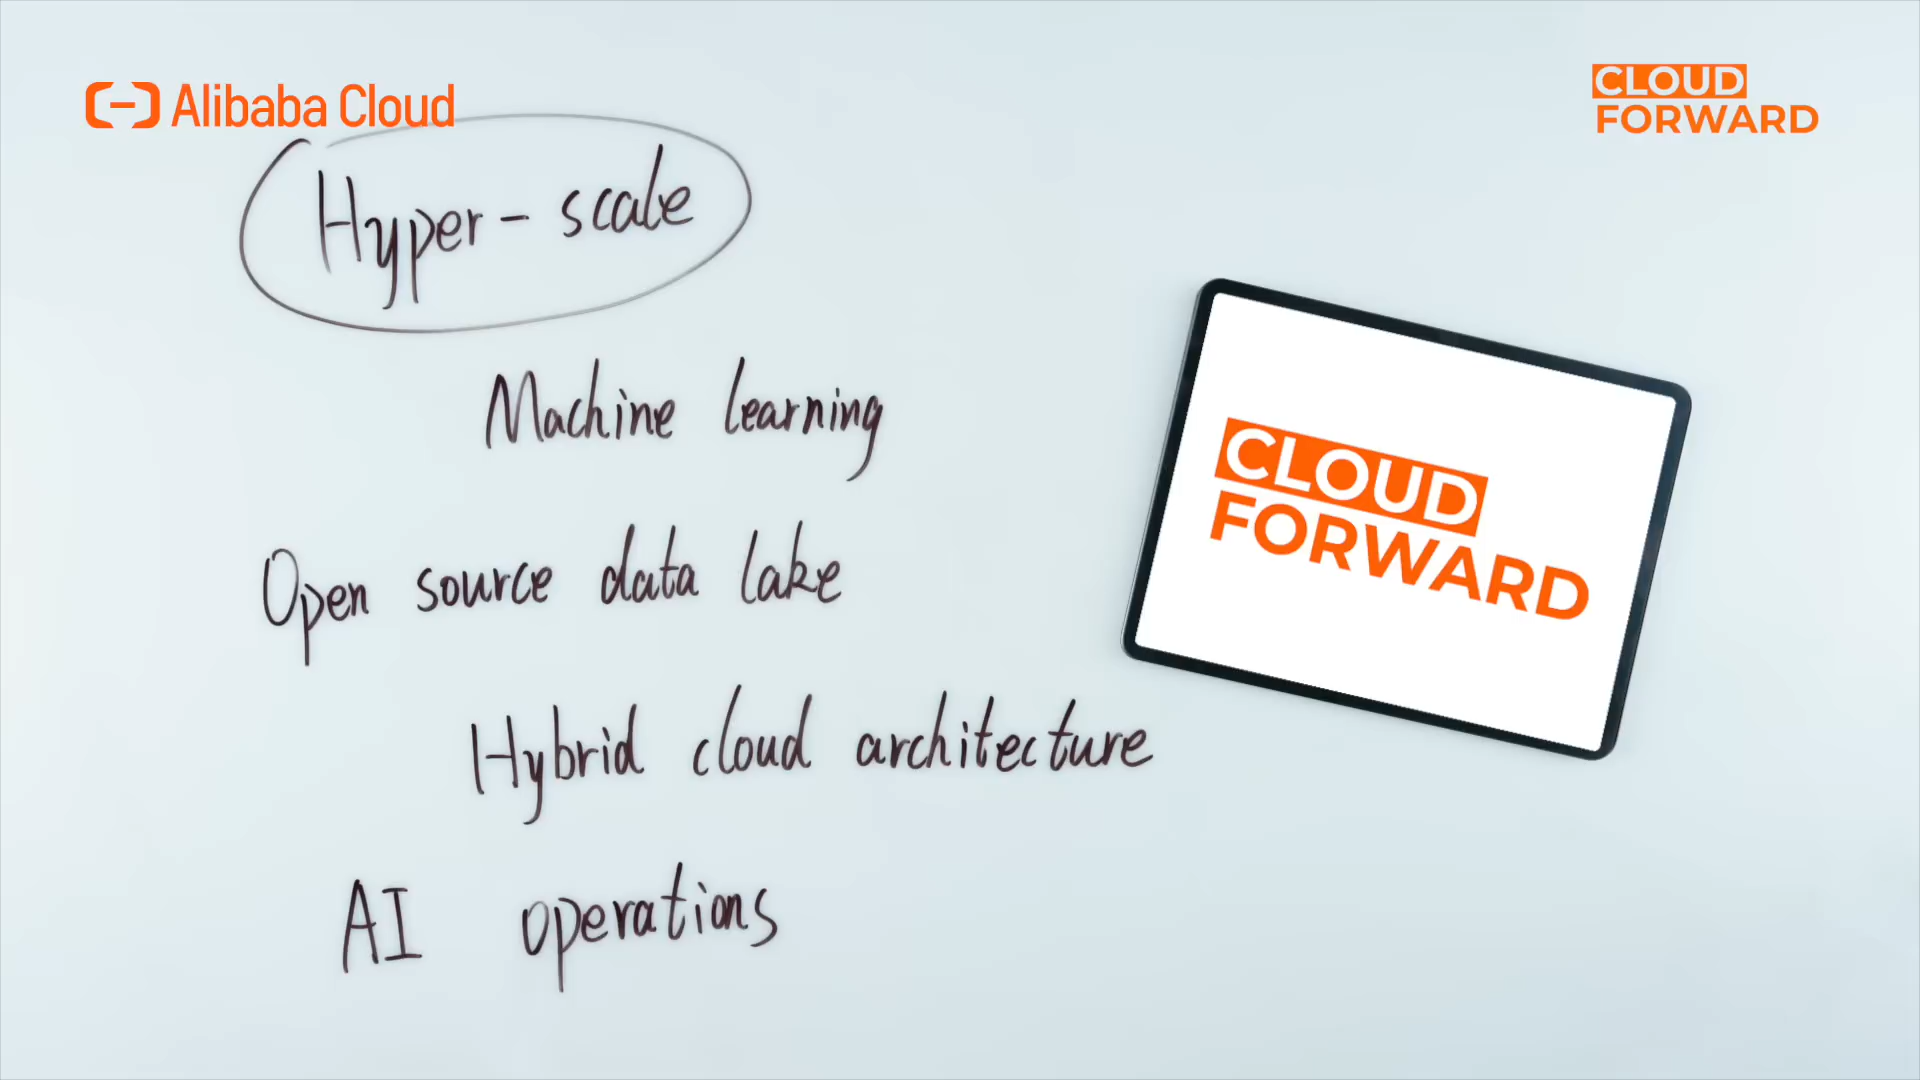 Alibaba Cloud
CLOUD
FORWARD
Hyper-scale
Machine learning
CLOUD
FORWARD
Open source data lake
Hybrid cloud architecture
AI operations